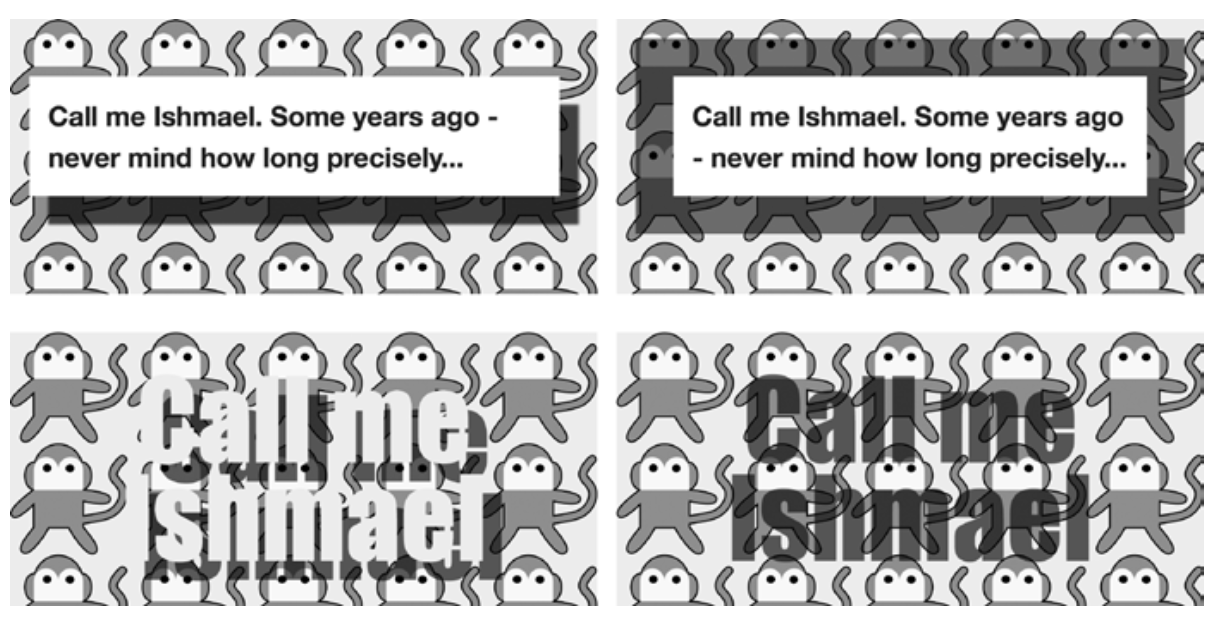 Call me Ishmael. Some years ago -
never mind how long precisely...
Call me Ishmael. Some years ago
- never mind how long precisely...
Call me
Ishmael
Call me
Ishmael